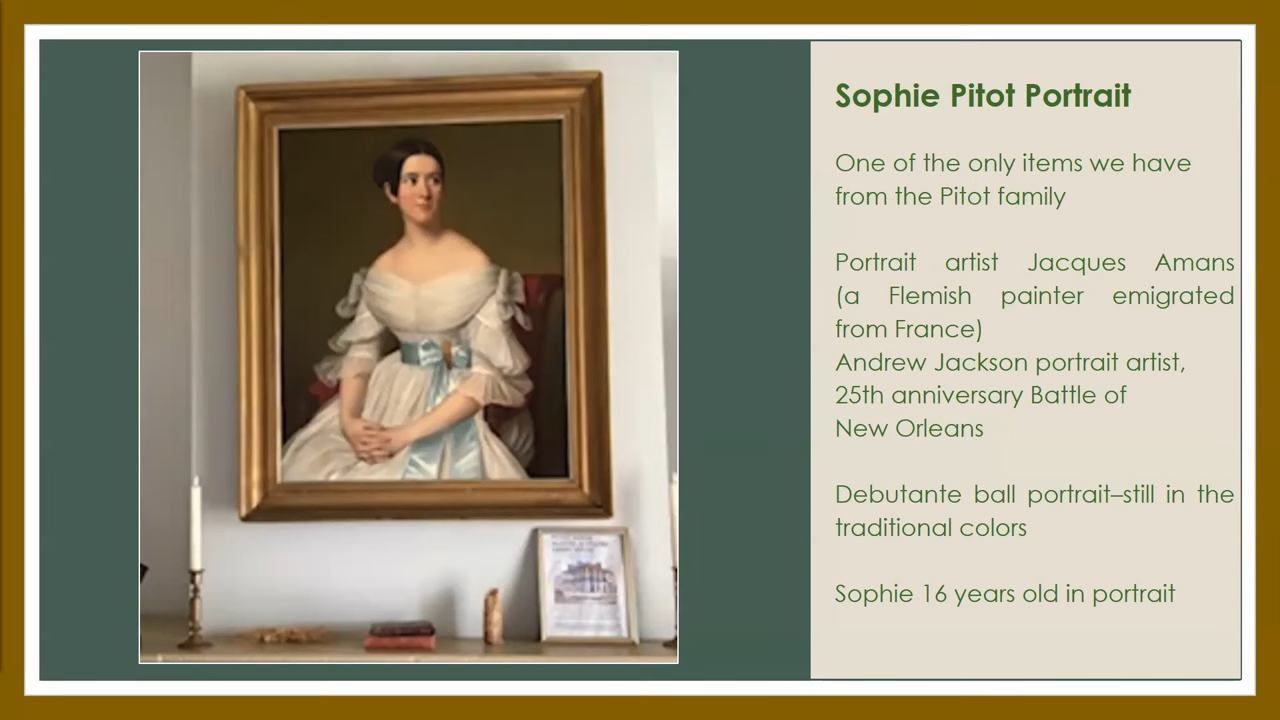 Sophie Pitot Portrait
One of the only items we have
from the Pitot family
Portrait artist Jacques Amans
(a Flemish painter emigrated
from France)
Andrew Jackson portrait artist,
25th anniversary Battle of
New Orleans
Debutante ball portrait–still in the
traditional colors
Sophie 16 years old in portrait